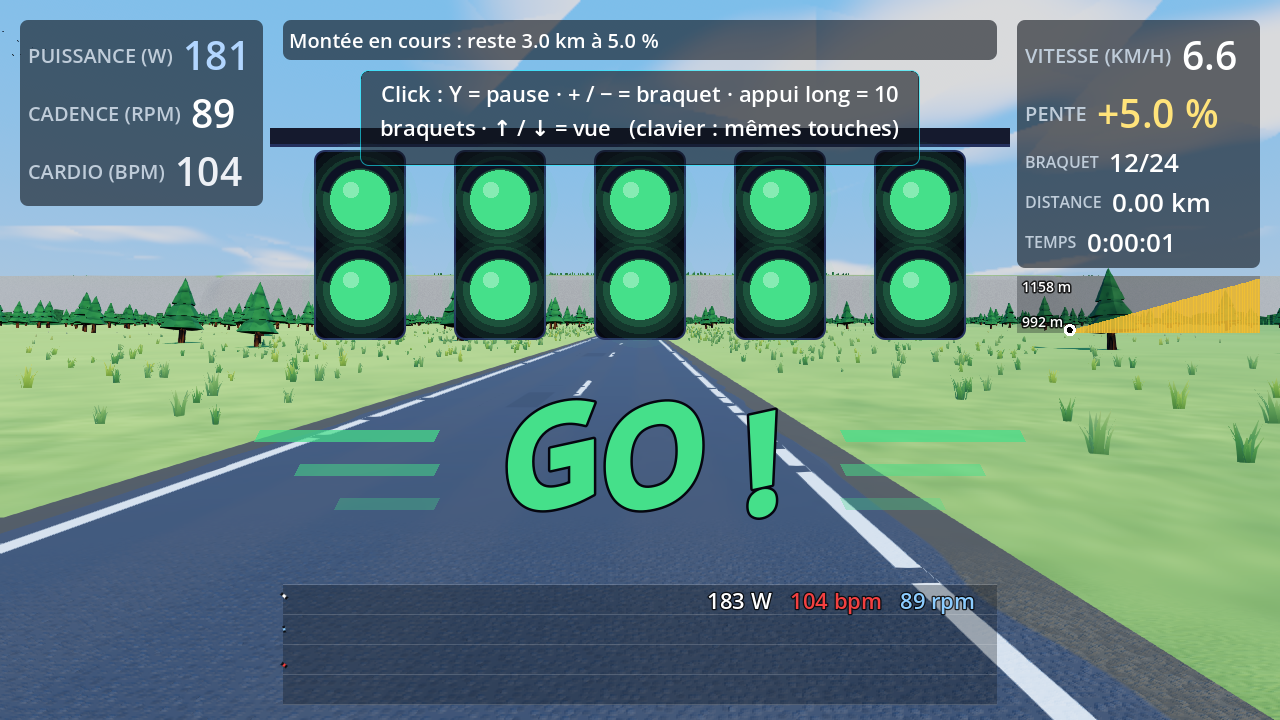 PUISSANCE (W) 181
CADENCE (RPM) 89
CARDIO (BPM) 104
Montée en cours : reste 3.0 km à 5.0 %
Click : Y = pause · + / − = braquet · appui long = 10
braquets · ↑ / ↓ = vue (clavier : mêmes touches)
VITESSE (KM/H) 6.6
PENTE +5.0 %
BRAQUET 12/24
DISTANCE 0.00 km
TEMPS 0:00:01
1158 m
992 m
GO !
183 W 104 bpm 89 rpm